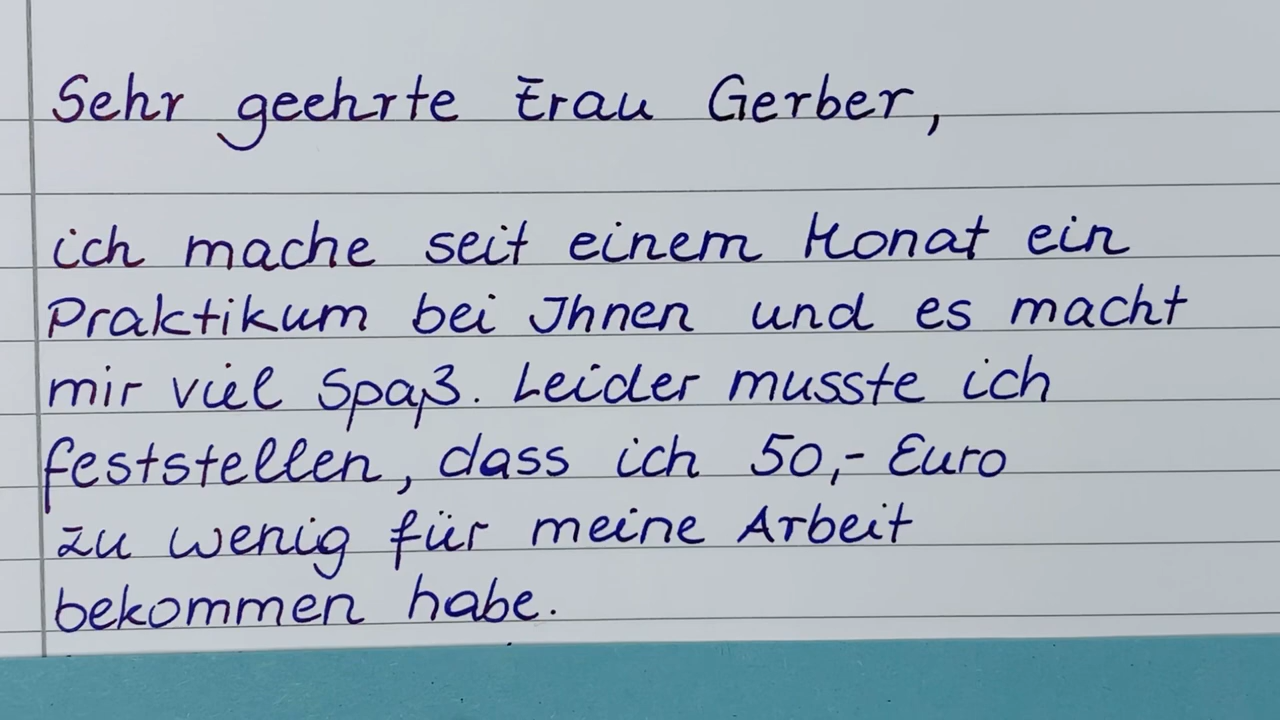 Sehr geehrte Frau Gerber,
ich mache seit einem Monat ein
Praktikum bei Ihnen und es macht
mir viel Spaß. Leider musste ich
feststellen, dass ich 50,- Euro
zu wenig für meine Arbeit
bekommen habe.